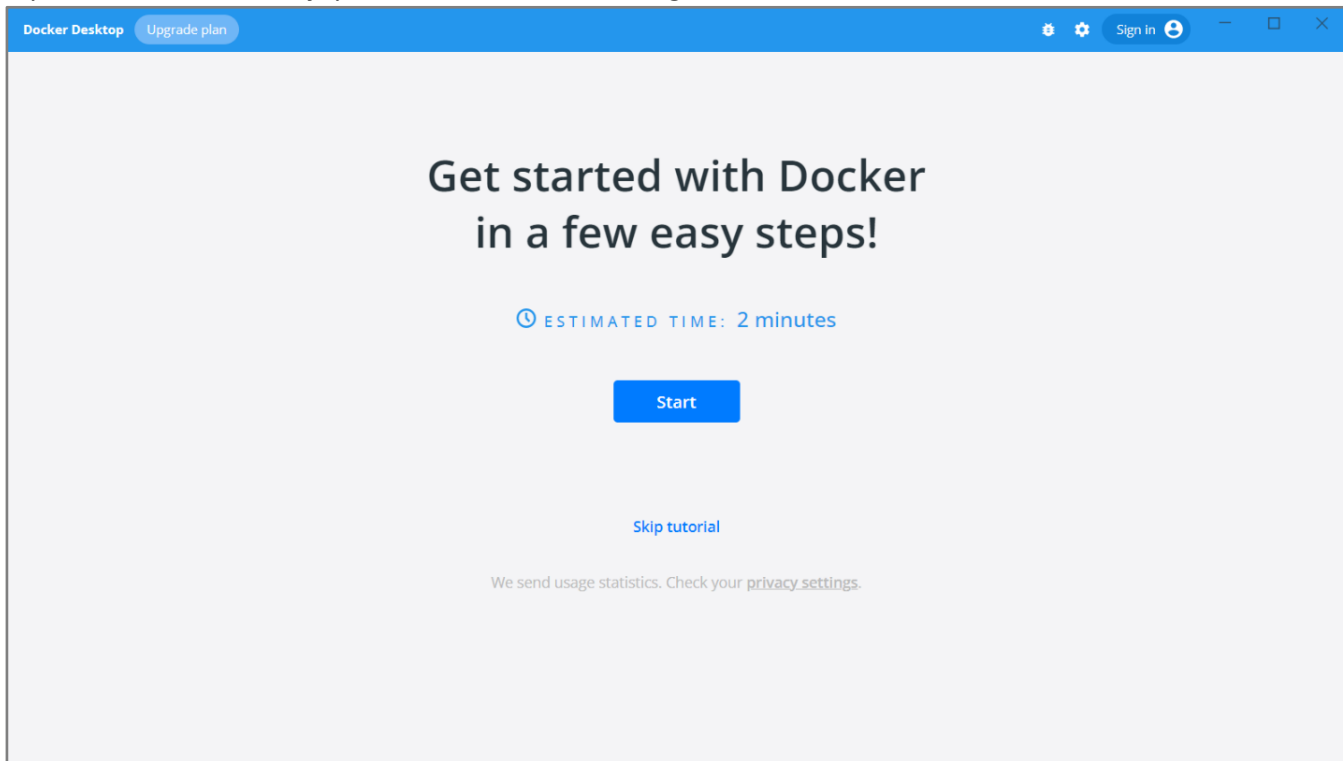 Docker Desktop Upgrade plan Sign in
Get started with Docker
in a few easy steps!
ESTIMATED TIME: 2 minutes
Start
Skip tutorial
We send usage statistics. Check your privacy settings.